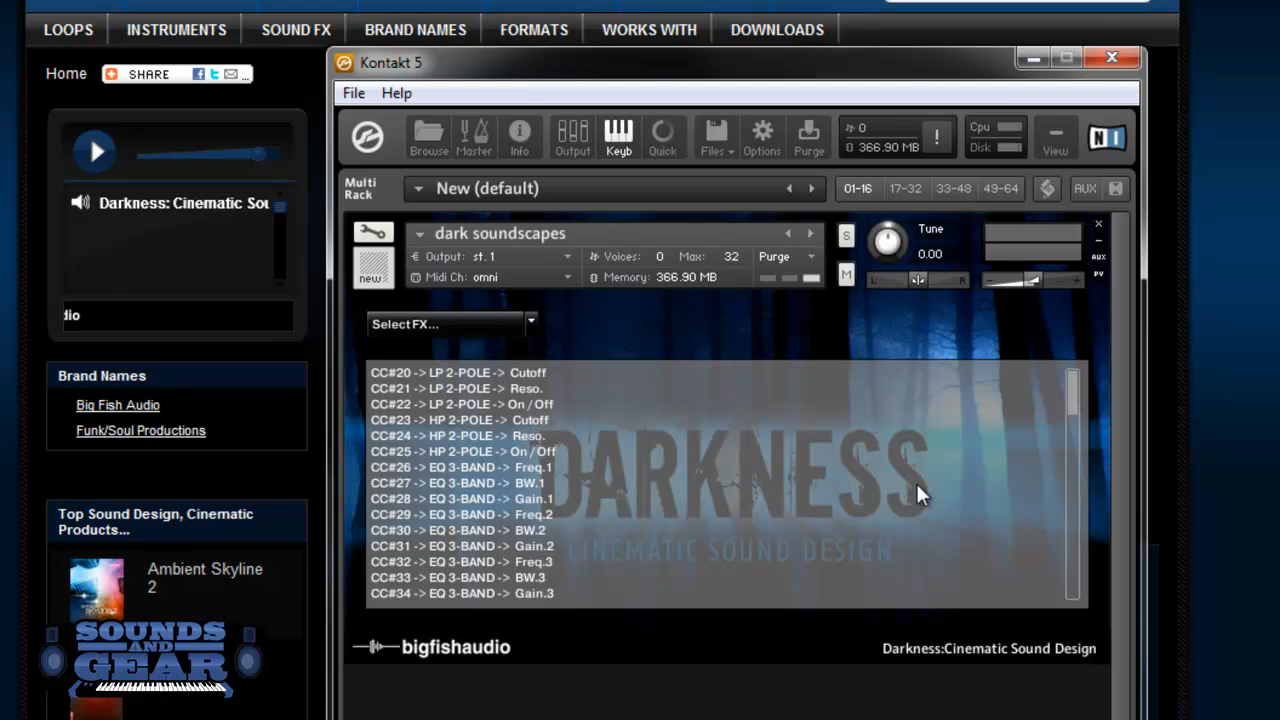 LOOPS INSTRUMENTS SOUND FX BRAND NAMES FORMATS WORKS WITH DOWNLOADS
Home SHARE ...
Darkness: Cinematic Sou
dio
Brand Names
Big Fish Audio
Funk/Soul Productions
Top Sound Design, Cinematic
Products...
Ambient Skyline
2
SOUNDS
AND
GEAR
Kontakt 5
File Help
Browse Master Info Output Keyb Quick Files Options Purge View
0
366.90 MB
!
Cpu
Disk
NI
Multi
Rack
New (default)
01-16 17-32 33-48 49-64 AUX
dark soundscapes
S
Tune
0.00
X
AUX
PV
new
Output: st. 1 Voices: 0 Max: 32 Purge
Midi Ch: omni Memory: 366.90 MB
M
L R
- +
Select FX...
CC#20 -> LP 2-POLE -> Cutoff
CC#21 -> LP 2-POLE -> Reso.
CC#22 -> LP 2-POLE -> On / Off
CC#23 -> HP 2-POLE -> Cutoff
CC#24 -> HP 2-POLE -> Reso.
CC#25 -> HP 2-POLE -> On / Off
CC#26 -> EQ 3-BAND -> Freq.1
CC#27 -> EQ 3-BAND -> BW.1
CC#28 -> EQ 3-BAND -> Gain.1
CC#29 -> EQ 3-BAND -> Freq.2
CC#30 -> EQ 3-BAND -> BW.2
CC#31 -> EQ 3-BAND -> Gain.2
CC#32 -> EQ 3-BAND -> Freq.3
CC#33 -> EQ 3-BAND -> BW.3
CC#34 -> EQ 3-BAND -> Gain.3
DARKNESS
CINEMATIC SOUND DESIGN
bigfishaudio
Darkness:Cinematic Sound Design